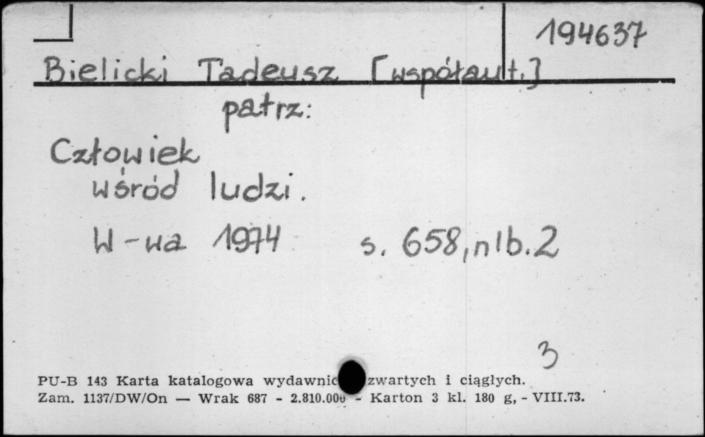 194637
Bielicki Tadeusz [współaut.]
patrz:
Człowiek
wśród ludzi.
W-wa 1974 s. 658, nlb. 2
3
PU-B 143 Karta katalogowa wydawnic zwartych i ciągłych.
Zam. 1137/DW/On — Wrak 687 - 2.810.000 - Karton 3 kl. 180 g, - VIII.73.